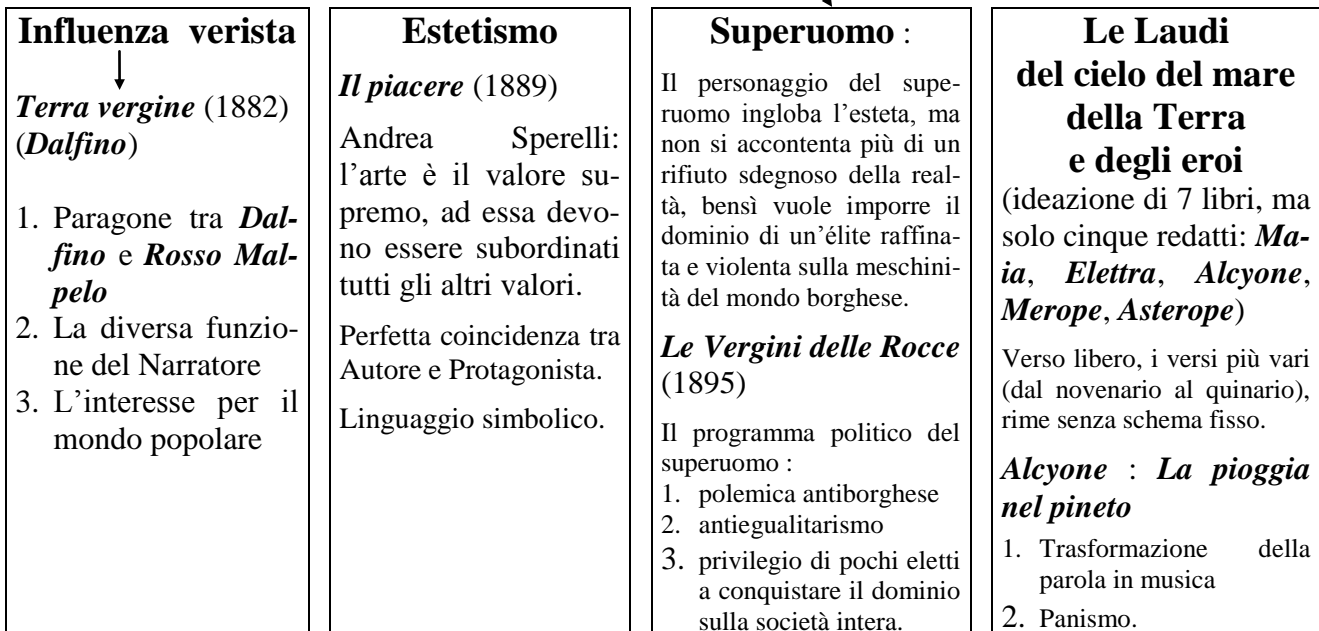 Influenza verista
Terra vergine (1882)
(Dalfino)
1. Paragone tra Dal-
fino e Rosso Mal-
pelo
2. La diversa funzio-
ne del Narratore
3. L'interesse per il
mondo popolare
Estetismo
Il piacere (1889)
Andrea Sperelli:
l'arte è il valore su-
premo, ad essa devo-
no essere subordinati
tutti gli altri valori.
Perfetta coincidenza tra
Autore e Protagonista.
Linguaggio simbolico.
Superuomo :
Il personaggio del supe-
ruomo ingloba l'esteta, ma
non si accontenta più di un
rifiuto sdegnoso della real-
tà, bensì vuole imporre il
dominio di un'élite raffina-
ta e violenta sulla meschini-
tà del mondo borghese.
Le Vergini delle Rocce
(1895)
Il programma politico del
superuomo :
1. polemica antiborghese
2. antiegualitarismo
3. privilegio di pochi eletti
a conquistare il dominio
sulla società intera.
Le Laudi
del cielo del mare
della Terra
e degli eroi
(ideazione di 7 libri, ma
solo cinque redatti: Ma-
ia, Elettra, Alcyone,
Merope, Asterope)
Verso libero, i versi più vari
(dal novenario al quinario),
rime senza schema fisso.
Alcyone : La pioggia
nel pineto
1. Trasformazione della
parola in musica
2. Panismo.